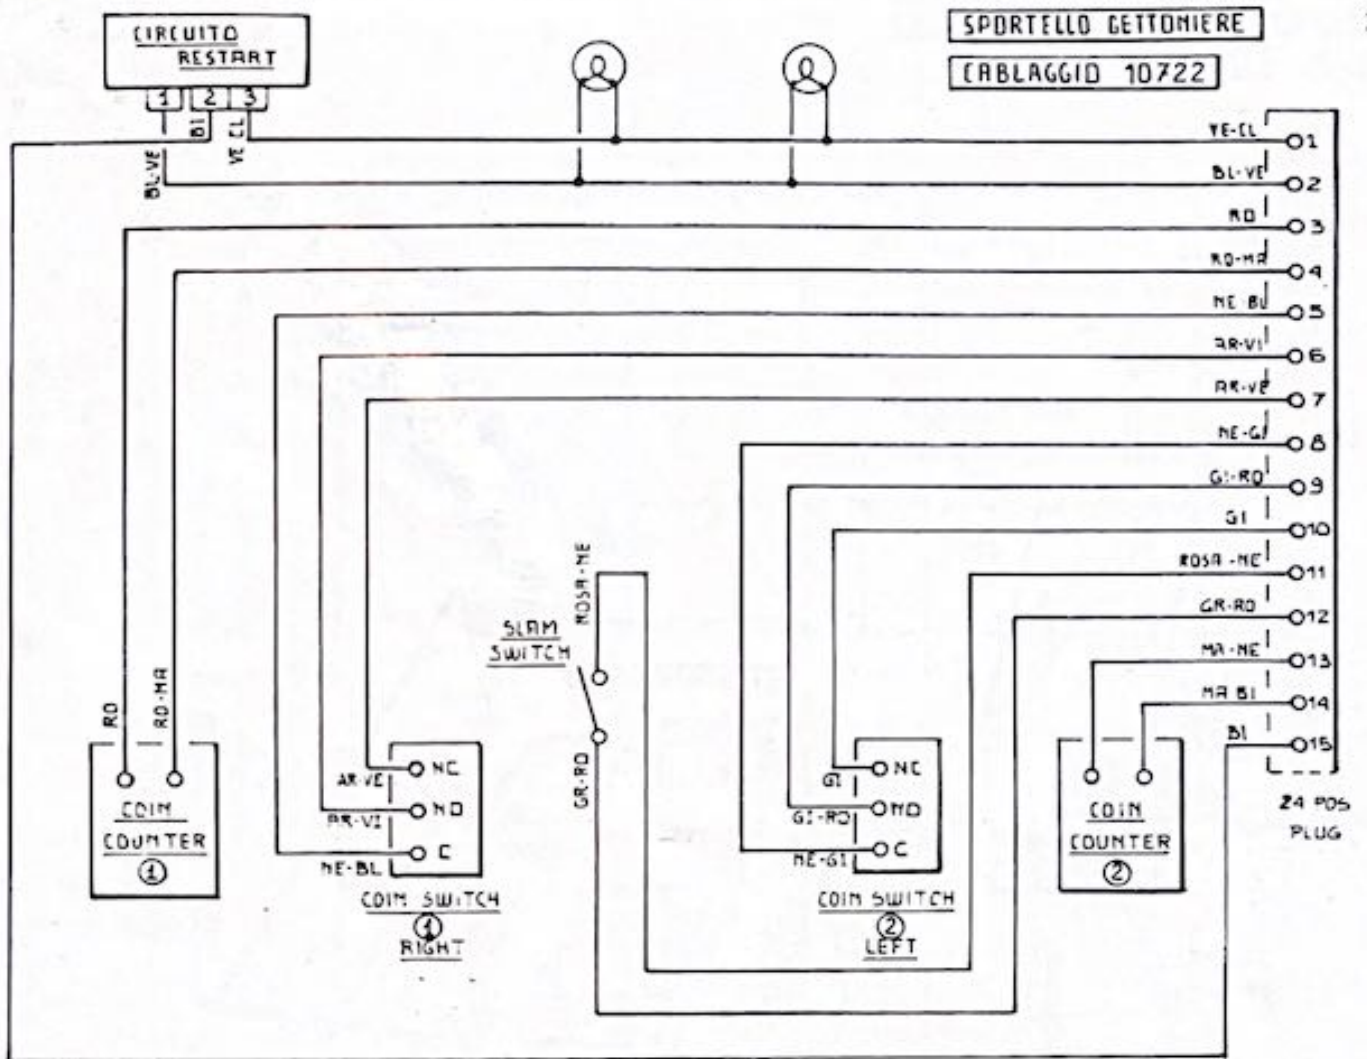 CIRCUITO
RESTART
1 2 3
BL-VE
BI
VE CL
SPORTELLO GETTONIERE
CABLAGGIO 10722
VE-CL 1
BL-VE 2
RO 3
RO-MA 4
NE-BL 5
AR-VI 6
AR-VE 7
NE-GI 8
GI-RO 9
GI 10
ROSA-NE 11
GR-RO 12
MA-NE 13
MA BI 14
BI 15
24 POS
PLUG
RO
RO-MA
COIN
COUNTER
1
AR-VE NC
AR-VI NO
NE-BL C
COIN SWITCH
1
RIGHT
SLAM
SWITCH
ROSA-NE
GR-RO
GI NC
GI-RO NO
NE-GI C
COIN SWITCH
2
LEFT
COIN
COUNTER
2